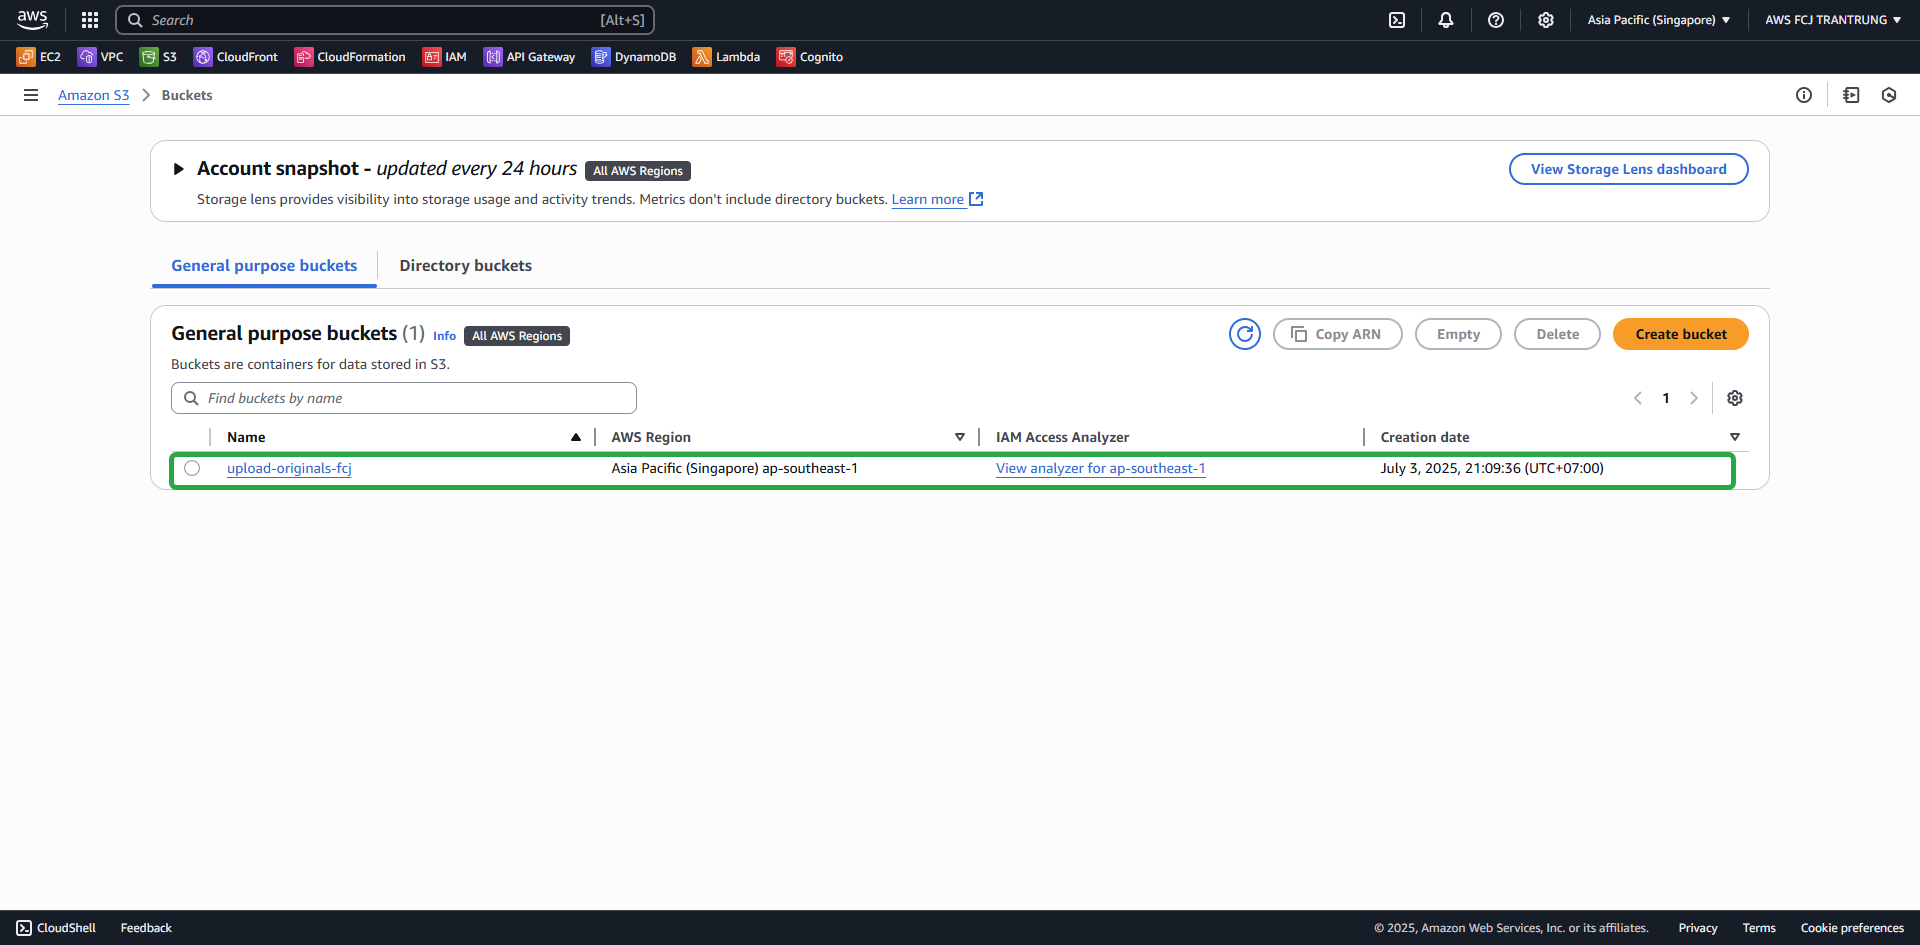 aws Search [Alt+S] Asia Pacific (Singapore) AWS FCJ TRANTRUNG
EC2 VPC S3 CloudFront CloudFormation IAM API Gateway DynamoDB Lambda Cognito
Amazon S3 Buckets
Account snapshot - updated every 24 hours All AWS Regions View Storage Lens dashboard
Storage lens provides visibility into storage usage and activity trends. Metrics don't include directory buckets. Learn more
General purpose buckets Directory buckets
General purpose buckets (1) Info All AWS Regions Copy ARN Empty Delete Create bucket
Buckets are containers for data stored in S3.
Find buckets by name 1
Name AWS Region IAM Access Analyzer Creation date
upload-originals-fcj Asia Pacific (Singapore) ap-southeast-1 View analyzer for ap-southeast-1 July 3, 2025, 21:09:36 (UTC+07:00)
CloudShell Feedback © 2025, Amazon Web Services, Inc. or its affiliates. Privacy Terms Cookie preferences